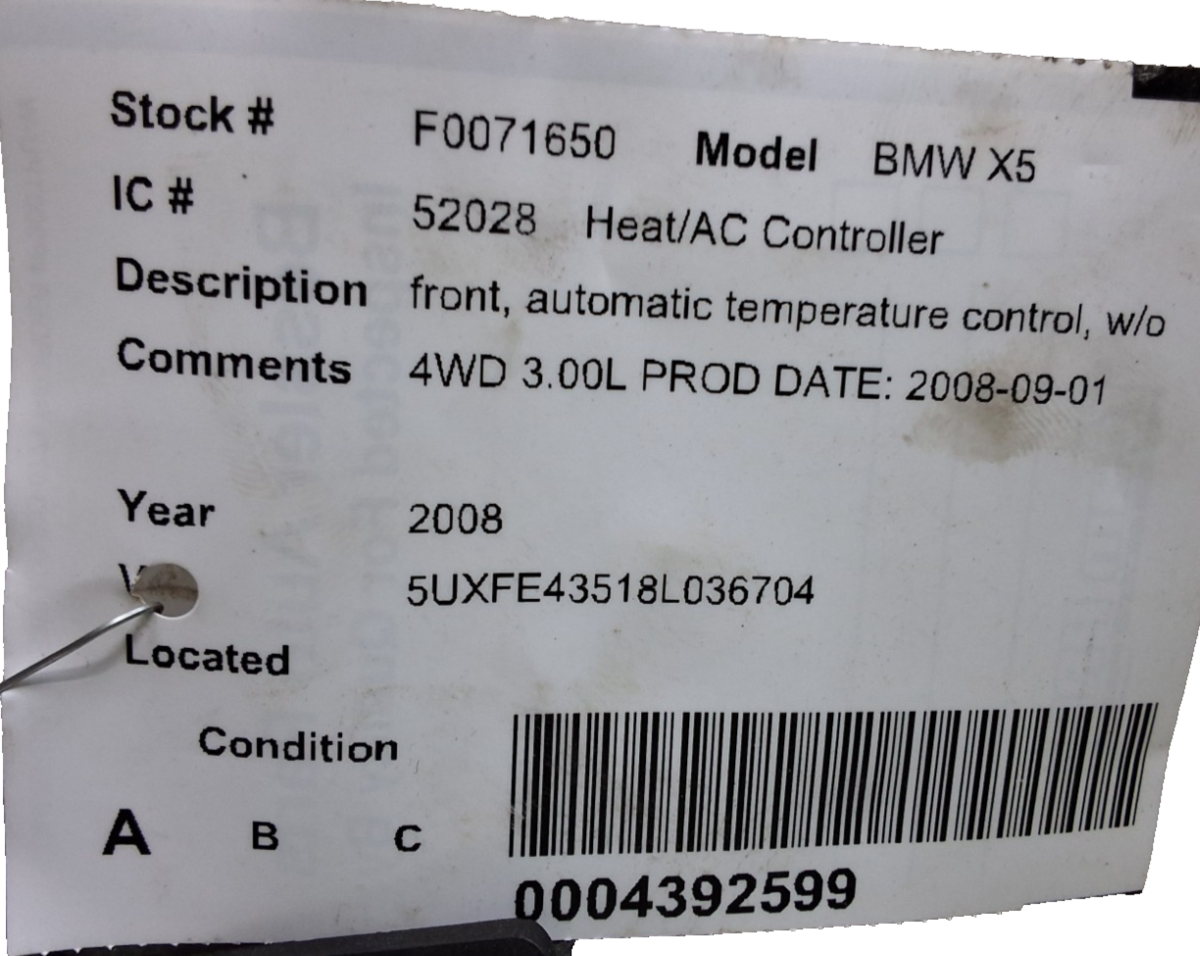 Stock # F0071650 Model BMW X5
IC # 52028 Heat/AC Controller
Description front, automatic temperature control, w/o
Comments 4WD 3.00L PROD DATE: 2008-09-01
Year 2008
5UXFE43518L036704
Located
Condition
A B C
0004392599